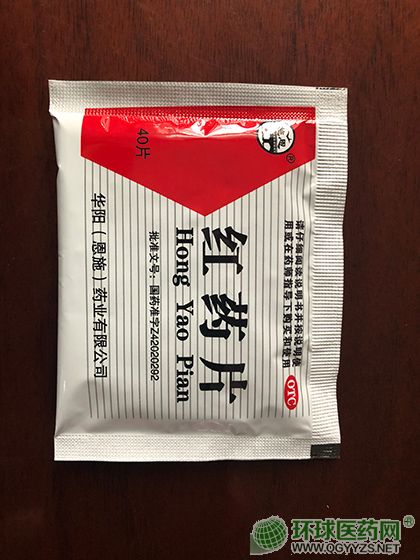 请仔细阅读说明书并按说明使
用或在药师指导下购买和使用
OTC
40片
红药片
Hong Yao Pian
批准文号：国药准字Z42020292
华阳（恩施）药业有限公司
环球医药网
WWW.QGYYZS.NET